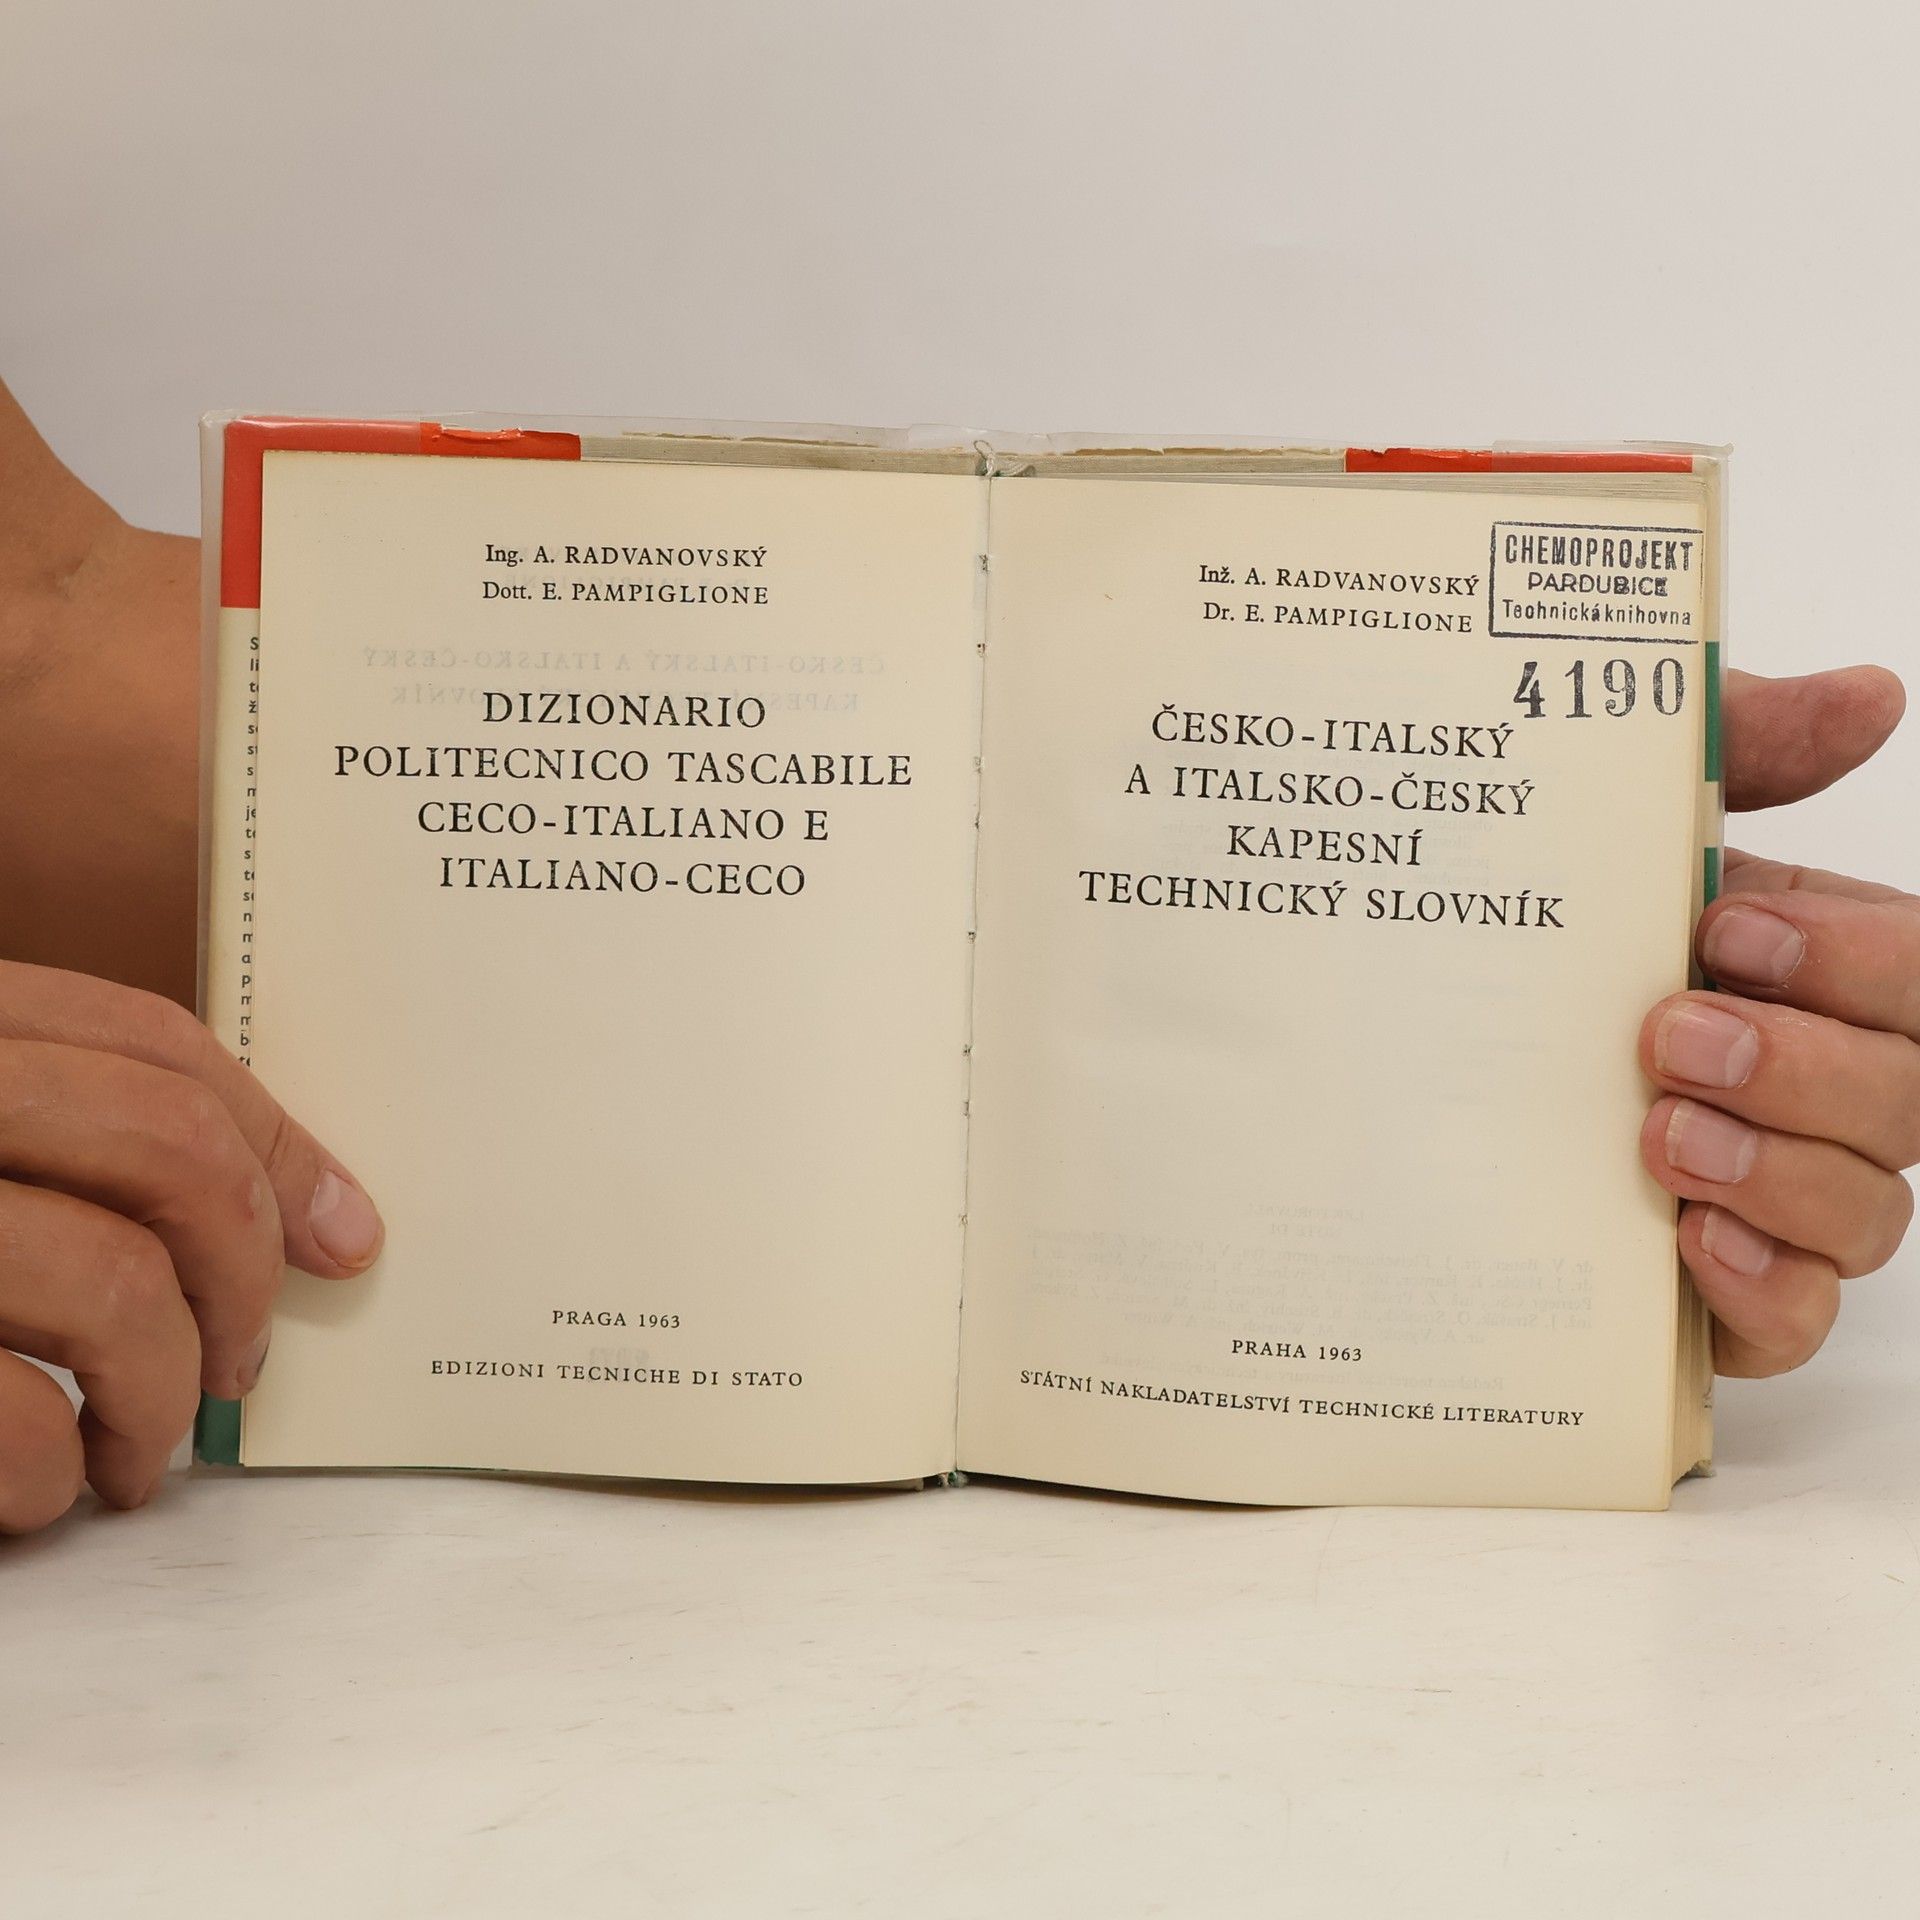 Ing. A. RADVANOVSKÝ
Dott. E. PAMPIGLIONE
DIZIONARIO
POLITECNICO TASCABILE
CECO-ITALIANO E
ITALIANO-CECO
PRAGA 1963
EDIZIONI TECNICHE DI STATO
Inž. A. RADVANOVSKÝ
Dr. E. PAMPIGLIONE
CHEMOPROJEKT
PARDUBICE
Technická knihovna
4190
ČESKO-ITALSKÝ
A ITALSKO-ČESKÝ
KAPESNÍ
TECHNICKÝ SLOVNÍK
PRAHA 1963
STÁTNÍ NAKLADATELSTVÍ TECHNICKÉ LITERATURY